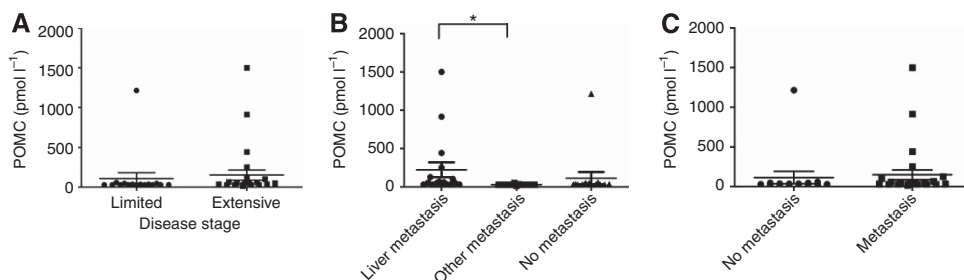 A
POMC (pmol l−1)
2000
1500
1000
500
0
Limited
Extensive
Disease stage
B
*
POMC (pmol l−1)
2000
1500
1000
500
0
Liver metastasis
Other metastasis
No metastasis
C
POMC (pmol l−1)
2000
1500
1000
500
0
No metastasis
Metastasis